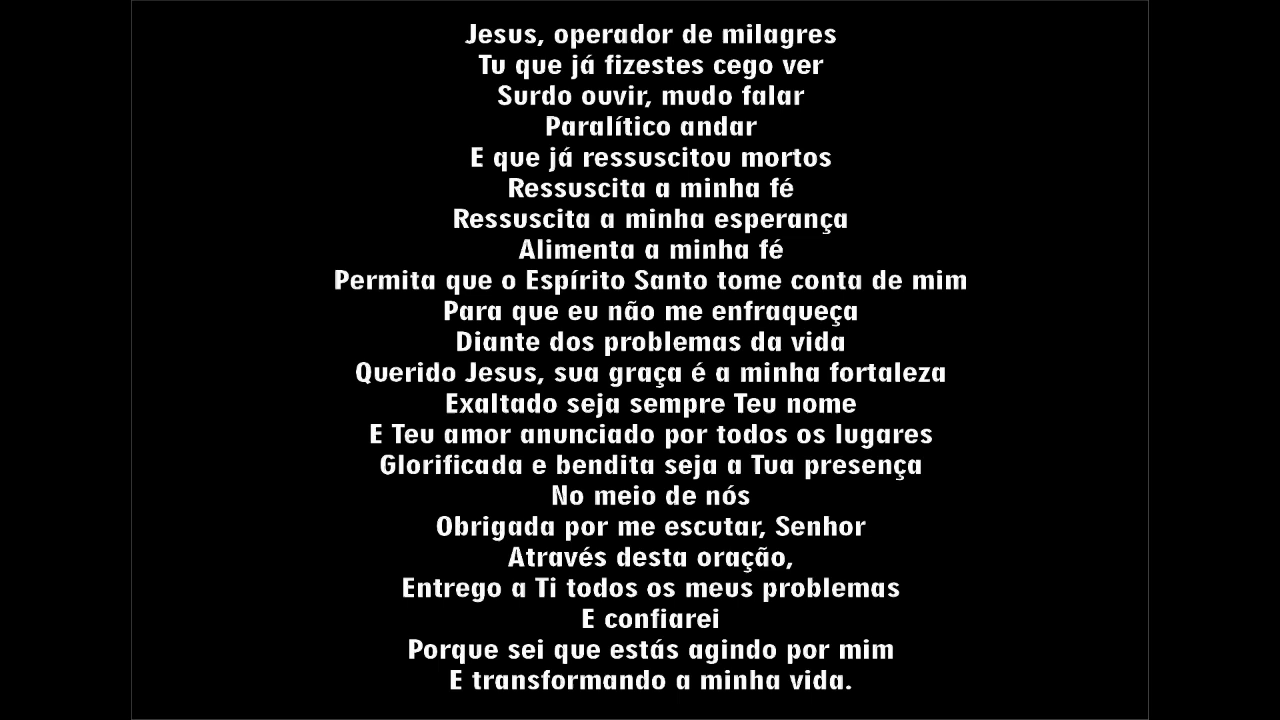 Jesus, operador de milagres
Tu que já fizestes cego ver
Surdo ouvir, mudo falar
Paralítico andar
E que já ressuscitou mortos
Ressuscita a minha fé
Ressuscita a minha esperança
Alimenta a minha fé
Permita que o Espírito Santo tome conta de mim
Para que eu não me enfraqueça
Diante dos problemas da vida
Querido Jesus, sua graça é a minha fortaleza
Exaltado seja sempre Teu nome
E Teu amor anunciado por todos os lugares
Glorificada e bendita seja a Tua presença
No meio de nós
Obrigada por me escutar, Senhor
Através desta oração,
Entrego a Ti todos os meus problemas
E confiarei
Porque sei que estás agindo por mim
E transformando a minha vida.